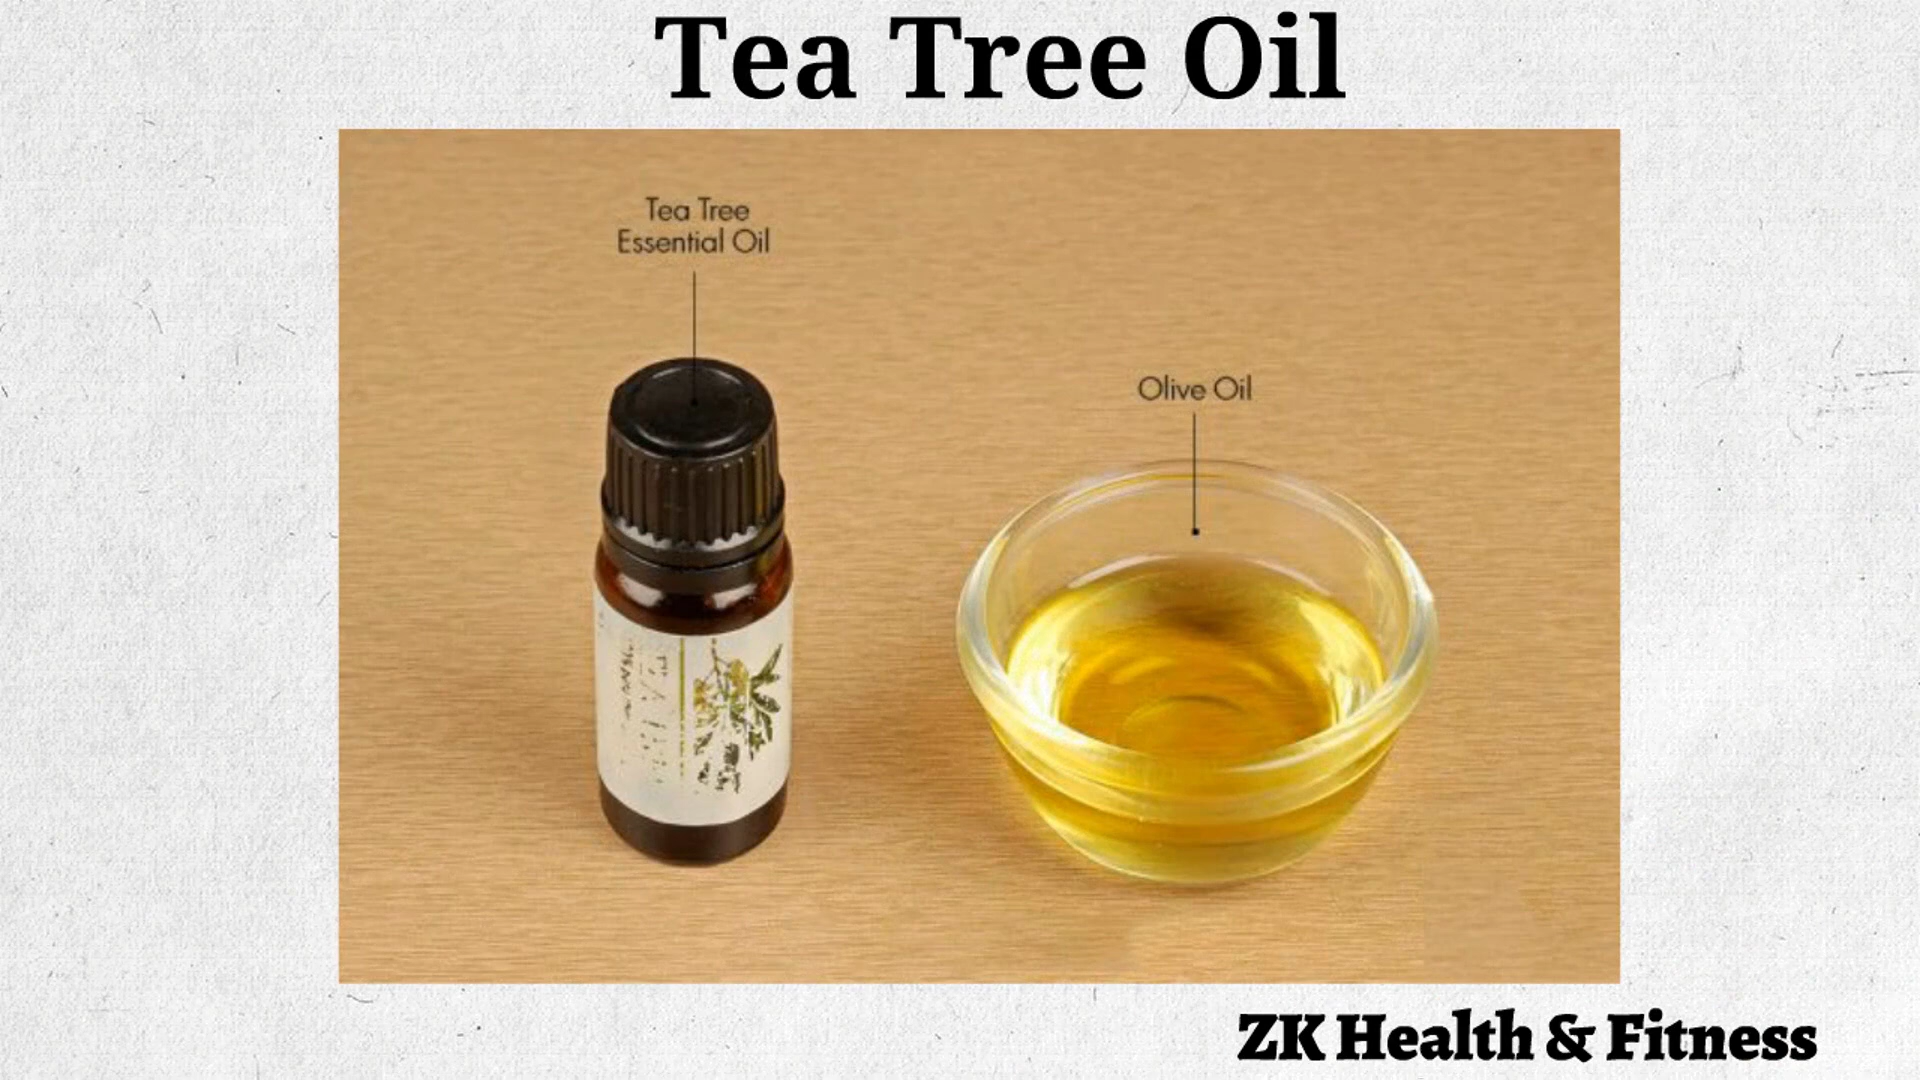 Tea Tree Oil
Tea Tree
Essential Oil
Olive Oil
ZK Health & Fitness